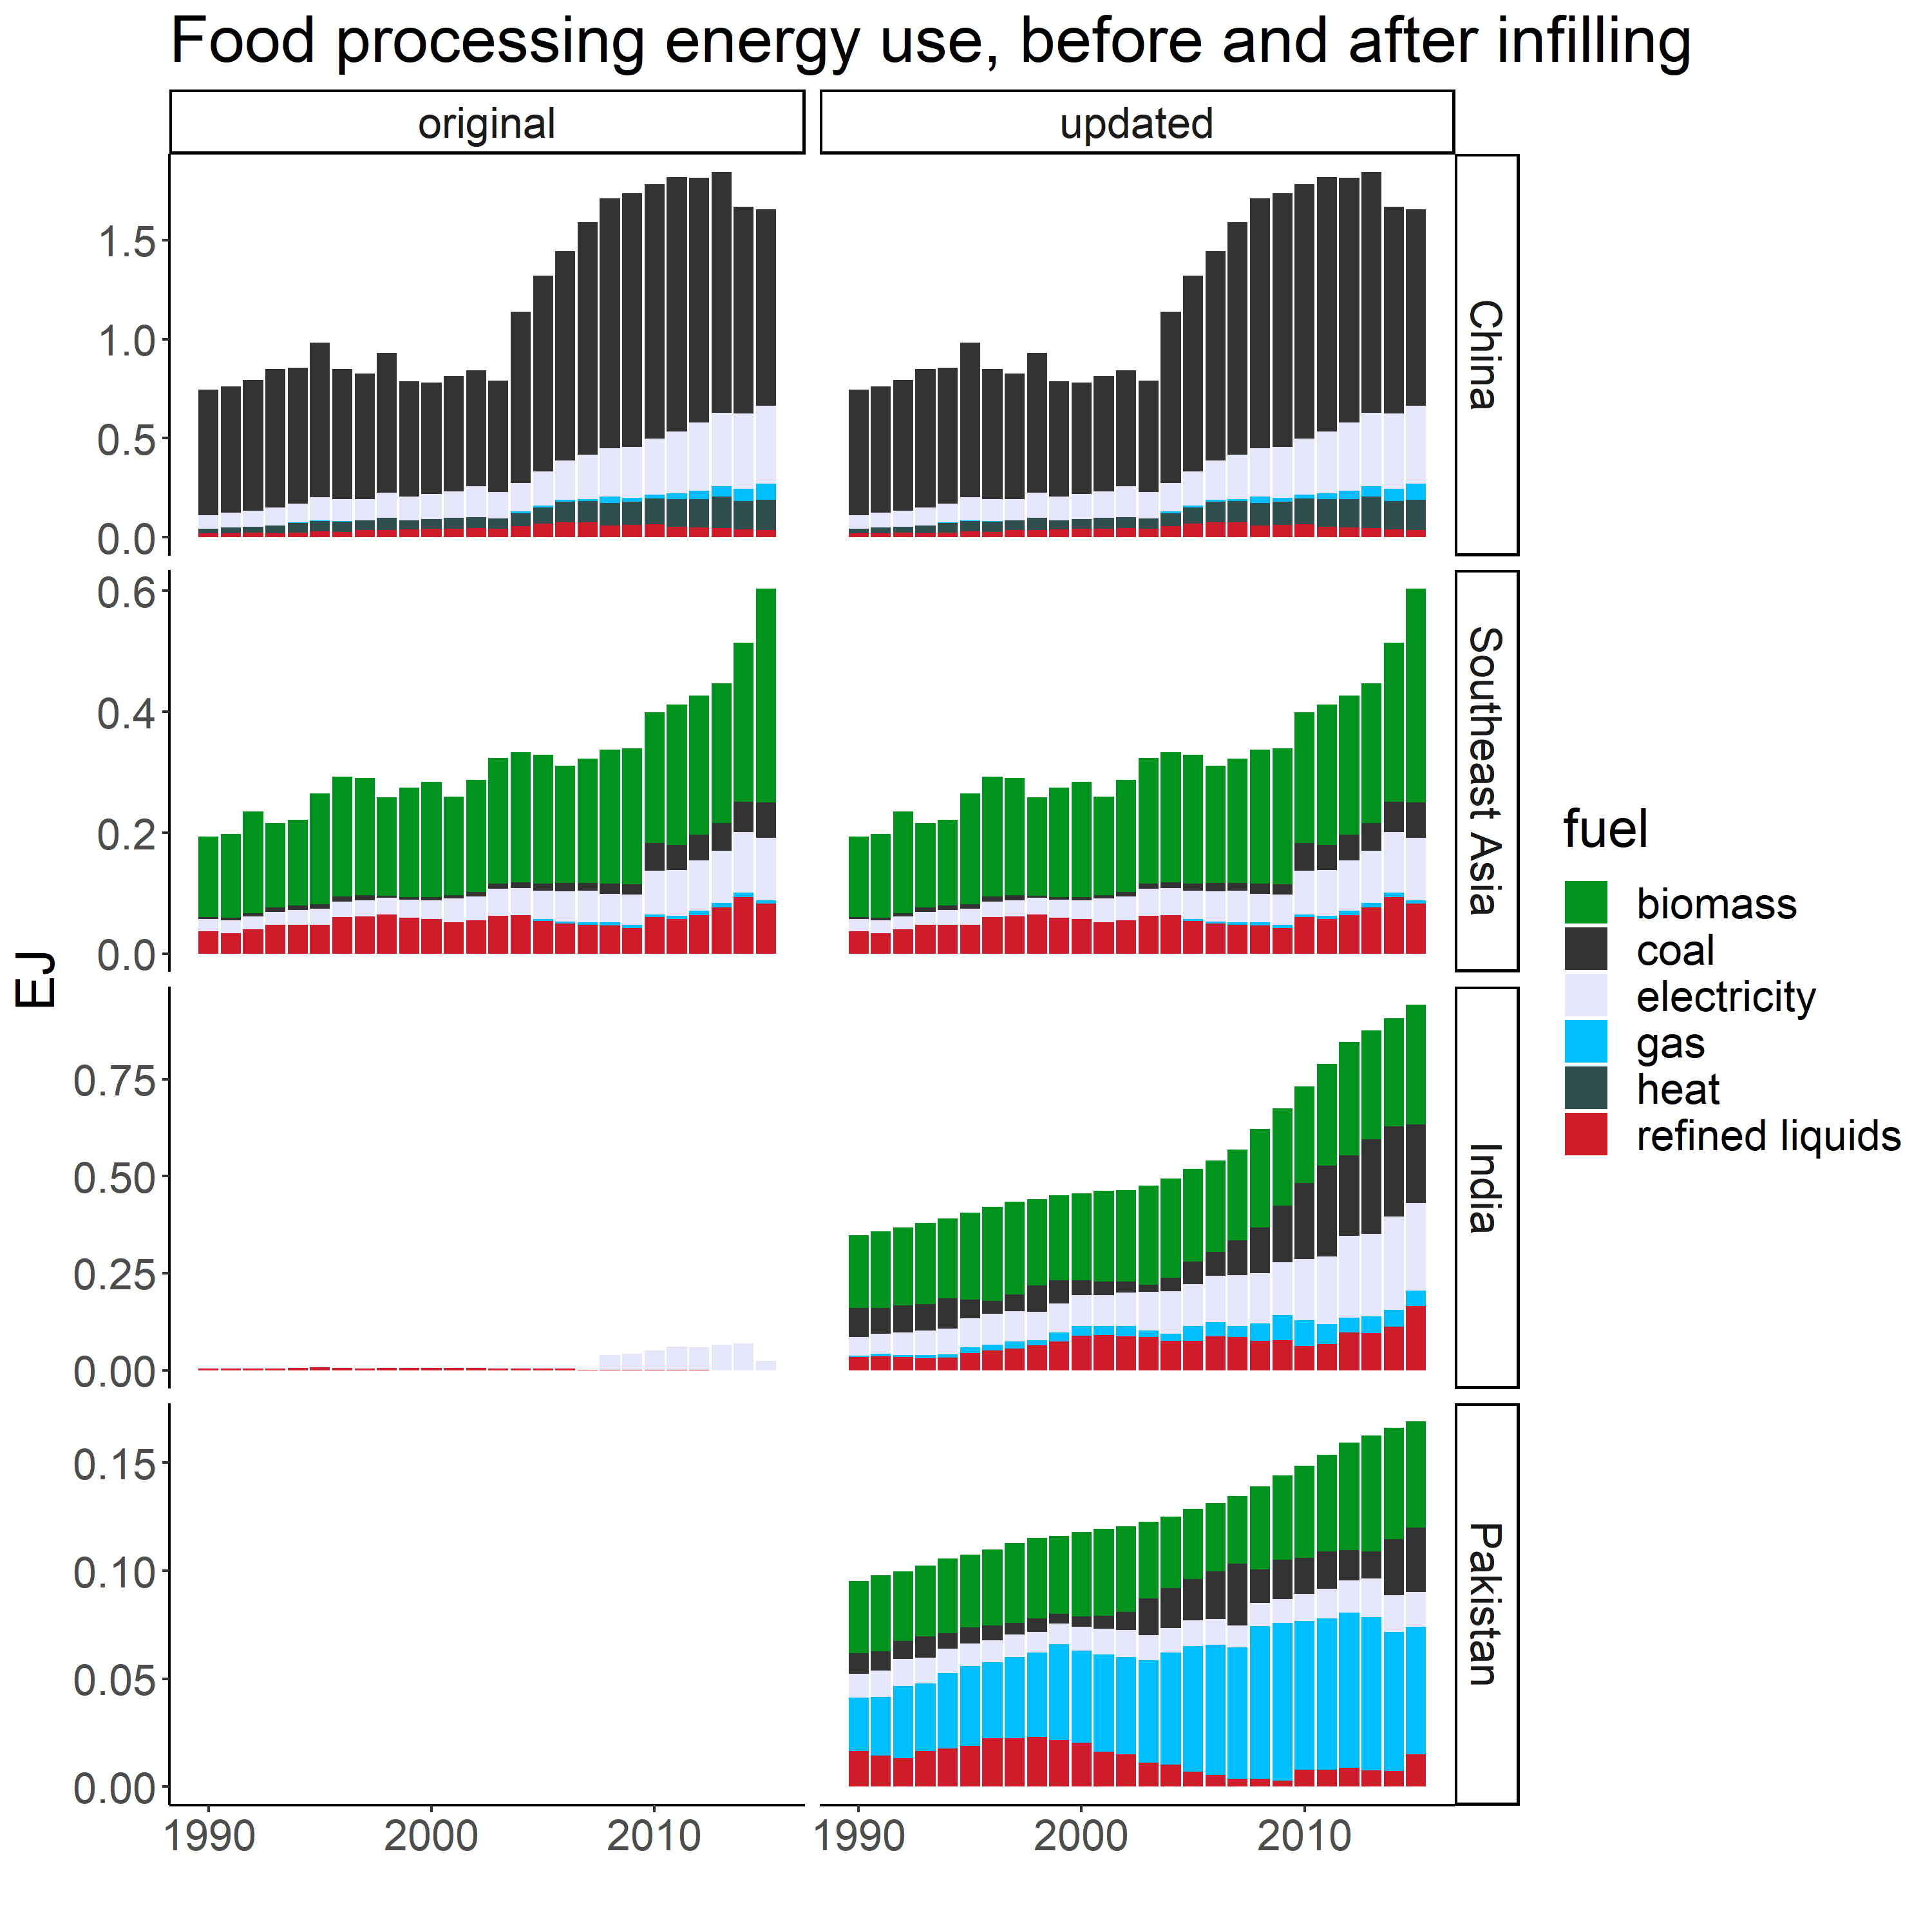 Food processing energy use, before and after infilling
original
updated
1.5
1.0
0.5
0.0
China
0.6
0.4
0.2
0.0
Southeast Asia
EJ
0.75
0.50
0.25
0.00
India
0.15
0.10
0.05
0.00
Pakistan
1990
2000
2010
1990
2000
2010
fuel
biomass
coal
electricity
gas
heat
refined liquids